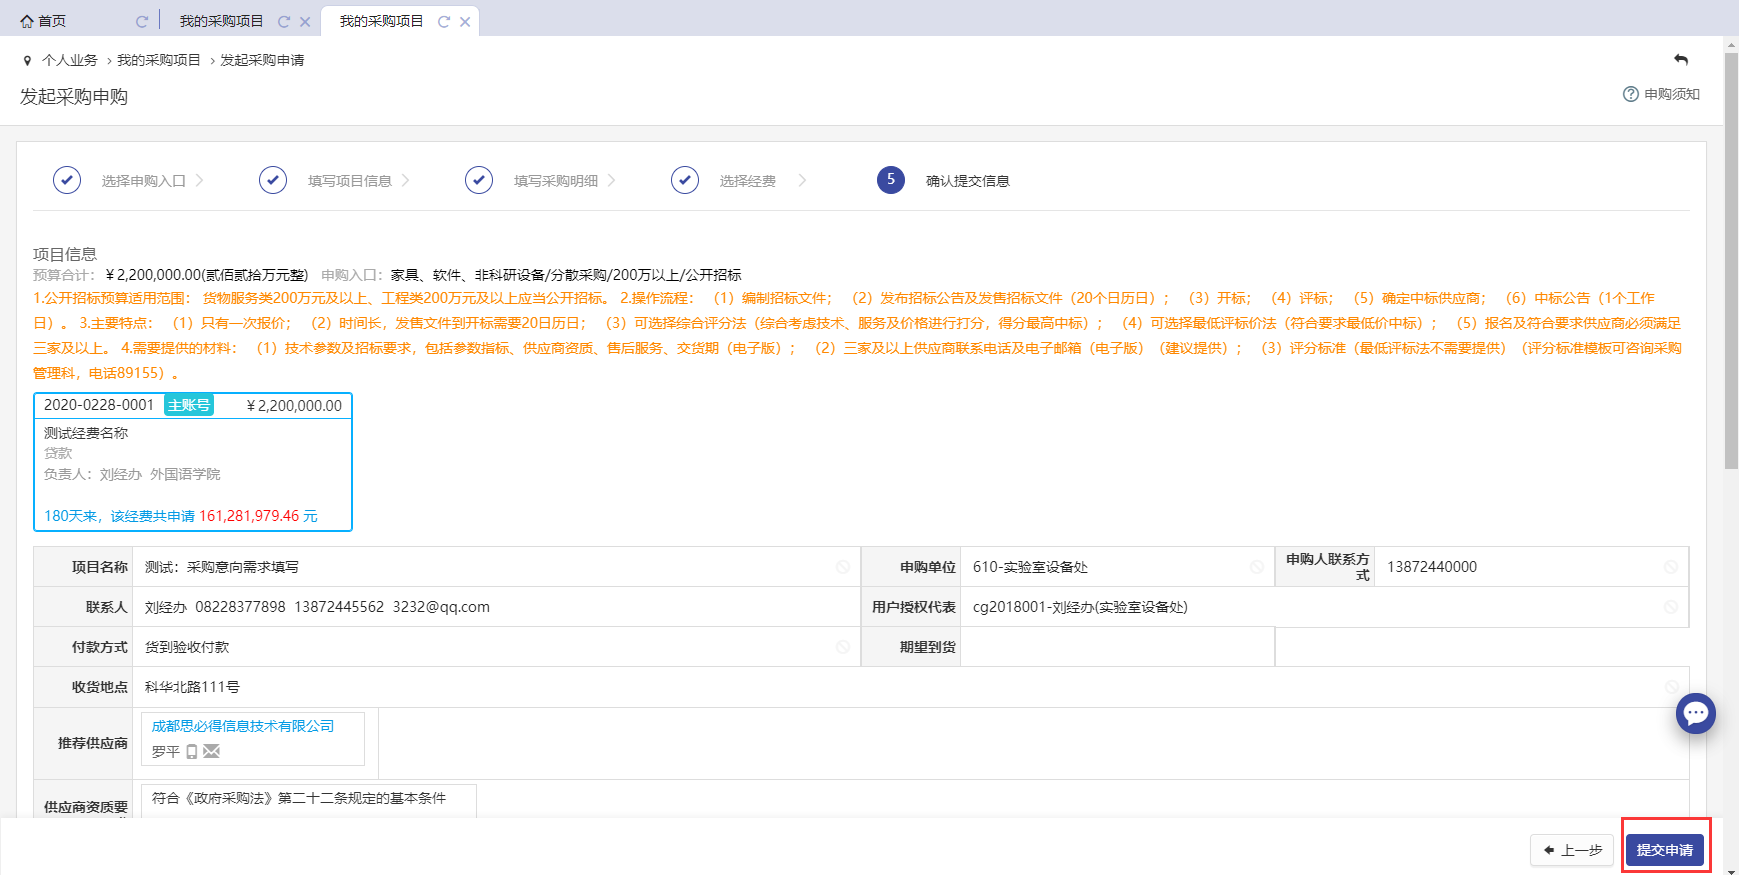 首页 我的采购项目 我的采购项目
个人业务 › 我的采购项目 › 发起采购申请
发起采购申购
申购须知
选择申购入口 填写项目信息 填写采购明细 选择经费 5 确认提交信息
项目信息
预算合计：￥2,200,000.00(贰佰贰拾万元整) 申购入口：家具、软件、非科研设备/分散采购/200万以上/公开招标
1.公开招标预算适用范围： 货物服务类200万元及以上、工程类200万元及以上应当公开招标。 2.操作流程：（1）编制招标文件；（2）发布招标公告及发售招标文件（20个日历日）；（3）开标；（4）评标；（5）确定中标供应商；（6）中标公告（1个工作
日）。 3.主要特点：（1）只有一次报价；（2）时间长，发售文件到开标需要20日历日；（3）可选择综合评分法（综合考虑技术、服务及价格进行打分，得分最高中标）；（4）可选择最低评标价法（符合要求最低价中标）；（5）报名及符合要求供应商必须满足
三家及以上。 4.需要提供的材料：（1）技术参数及招标要求，包括参数指标、供应商资质、售后服务、交货期（电子版）；（2）三家及以上供应商联系电话及电子邮箱（电子版）（建议提供）；（3）评分标准（最低评标法不需要提供）（评分标准模板可咨询采购
管理科，电话89155）。
2020-0228-0001 主账号 ￥2,200,000.00
测试经费名称
贷款
负责人：刘经办 外国语学院
180天来，该经费共申请 161,281,979.46 元
项目名称 测试：采购意向需求填写 申购单位 610-实验室设备处 申购人联系方
式 13872440000
联系人 刘经办 08228377898 13872445562 3232@qq.com 用户授权代表 cg2018001-刘经办(实验室设备处)
付款方式 货到验收付款 期望到货
收货地点 科华北路111号
推荐供应商 成都思必得信息技术有限公司
罗平
供应商资质要 符合《政府采购法》第二十二条规定的基本条件
上一步 提交申请